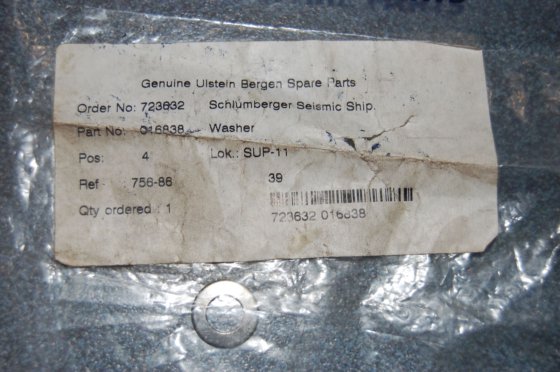 Genuine Ulstein Bergen Spare Parts
Order No: 723632 Schlumberger Seismic Ship.
Part No: 016838 Washer
Pos: 4 Lok.: SUP-11
Ref 756-86 39
Qty ordered : 1
723632 016838